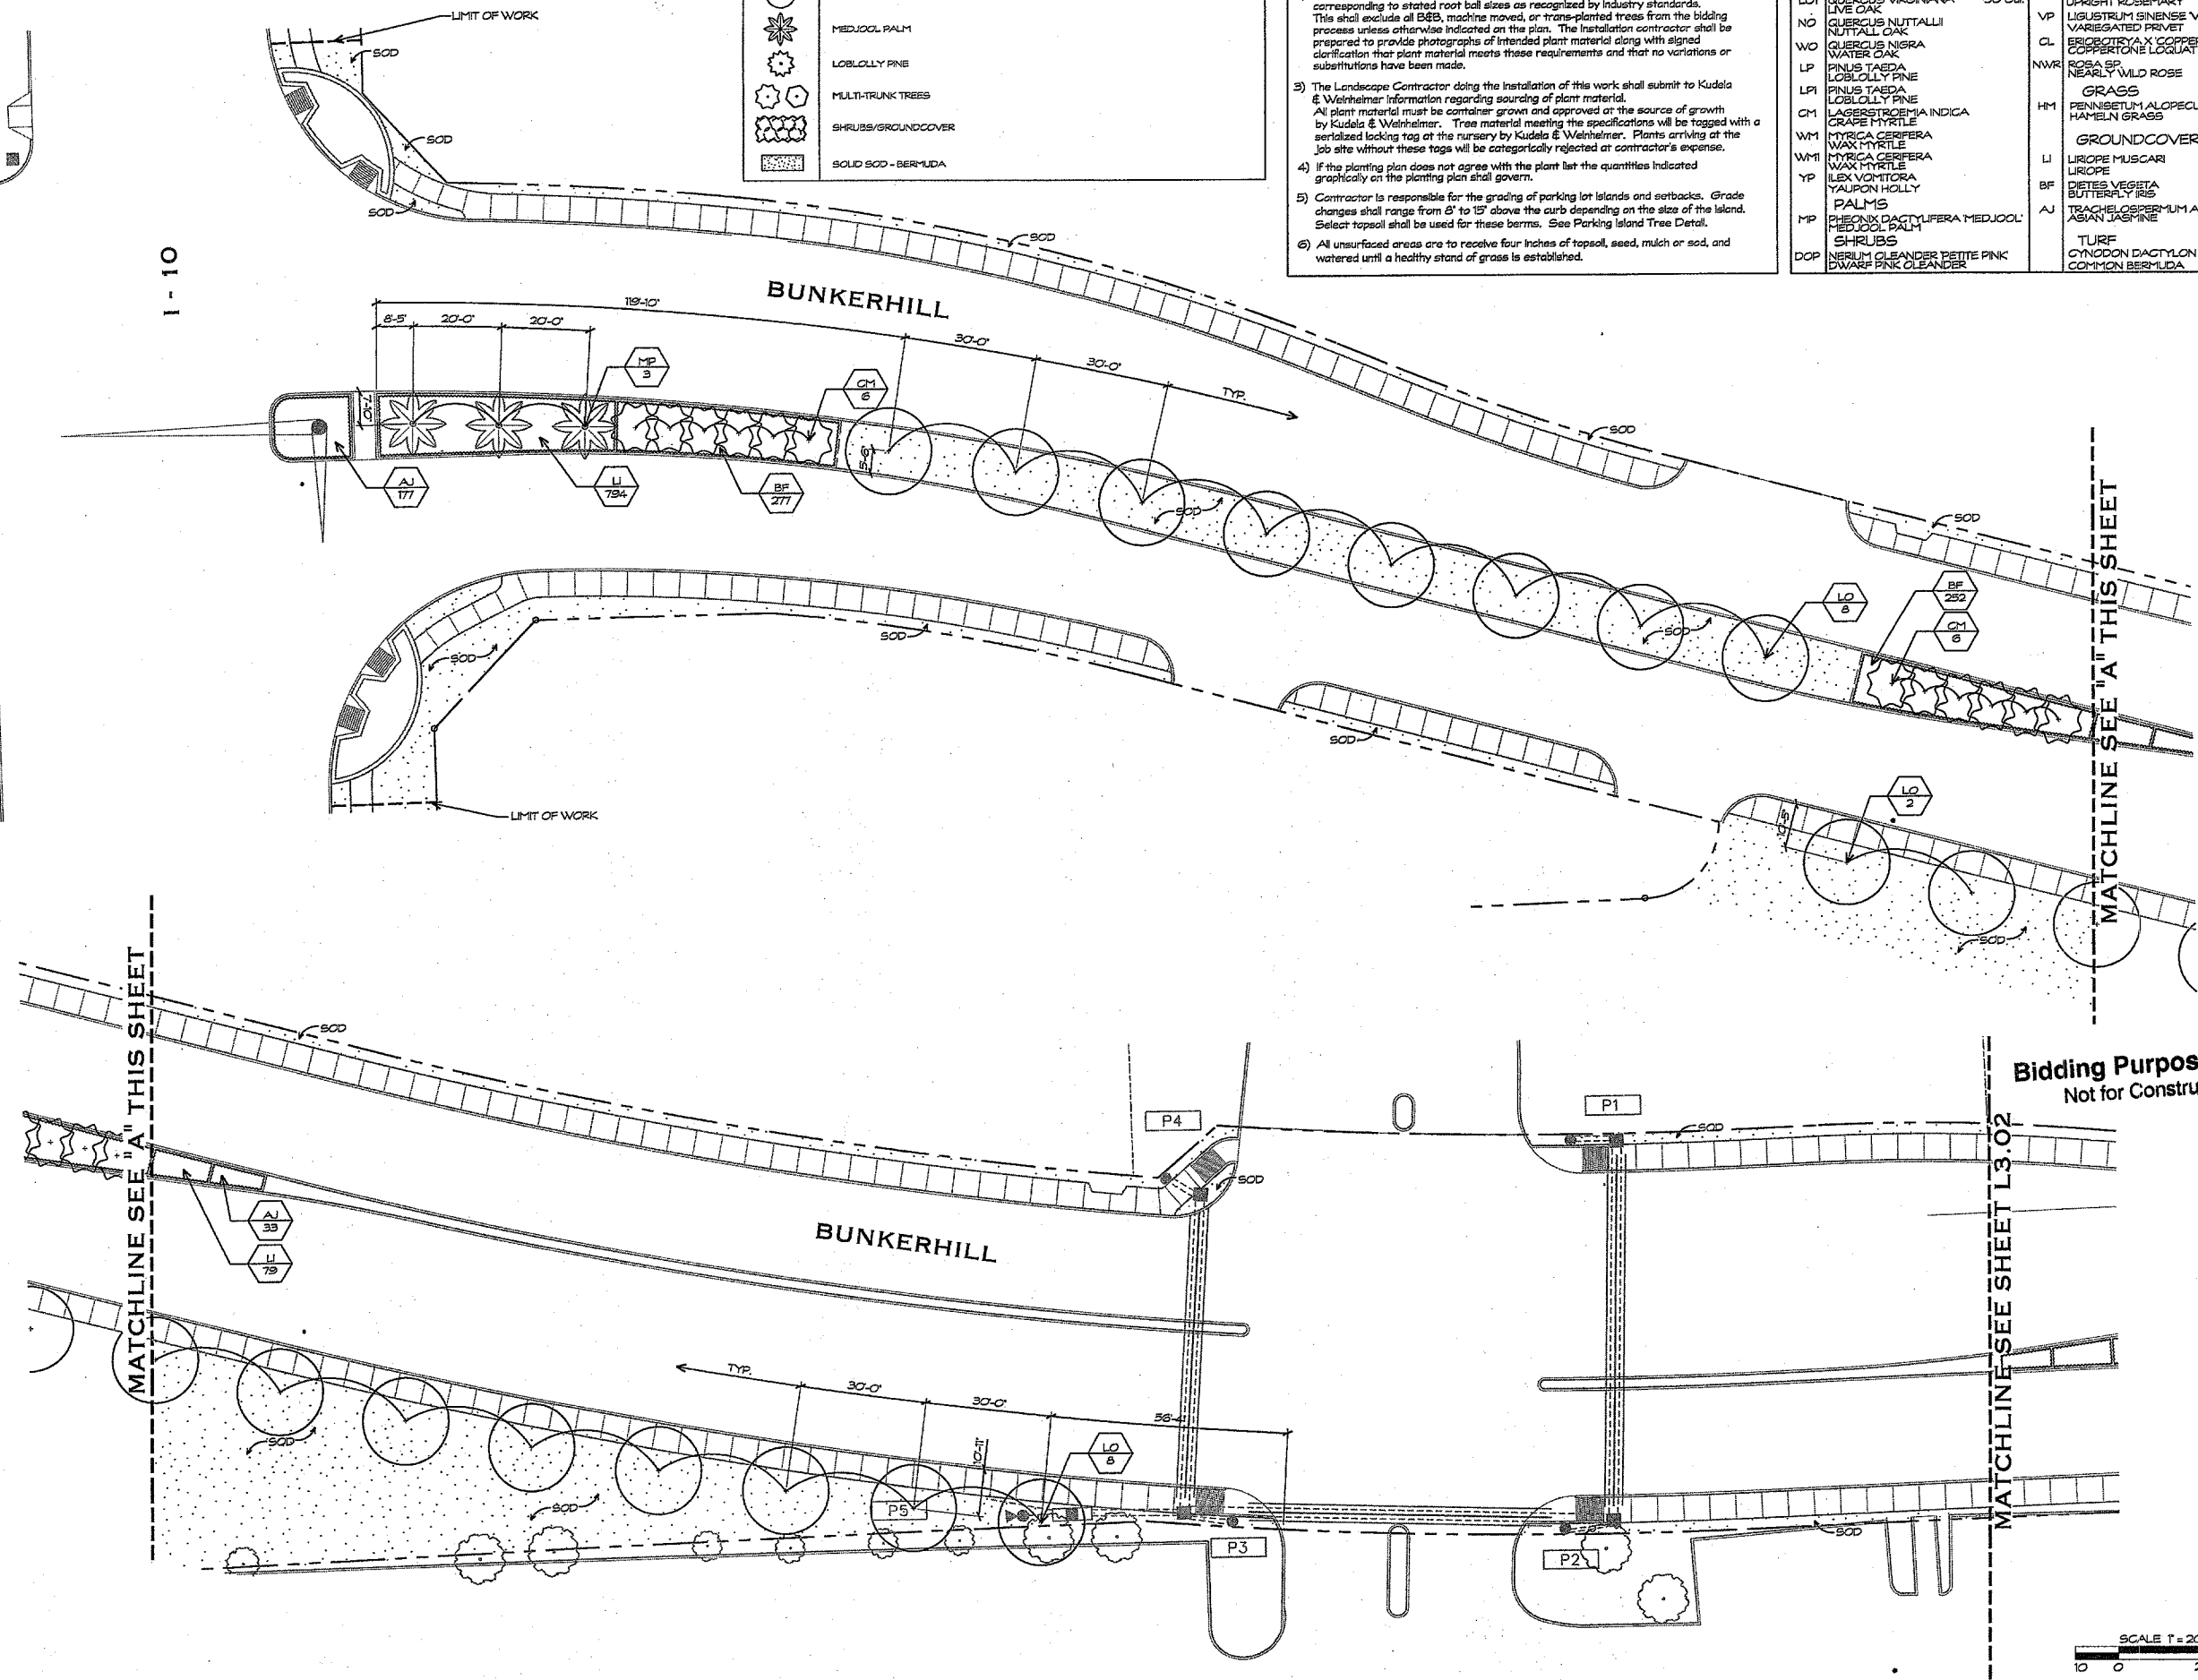 LIMIT OF WORK
SOD
SOD
SOD
MEDJOOL PALM
LOBLOLLY PINE
MULTI-TRUNK TREES
SHRUBS/GROUNDCOVER
SOLID SOD - BERMUDA
corresponding to stated root ball sizes as recognized by industry standards.
This shall exclude all B&B, machine moved, or trans-planted trees from the bidding
process unless otherwise indicated on the plan. The installation contractor shall be
prepared to provide photographs of intended plant material along with signed
clarification that plant material meets these requirements and that no variations or
substitutions have been made.
3) The Landscape Contractor doing the installation of this work shall submit to Kudela
& Weinheimer information regarding sourcing of plant material.
All plant material must be container grown and approved at the source of growth
by Kudela & Weinheimer. Tree material meeting the specifications will be tagged with a
serialized locking tag at the nursery by Kudela & Weinheimer. Plants arriving at the
job site without these tags will be categorically rejected at contractor's expense.
4) If the planting plan does not agree with the plant list the quantities indicated
graphically on the planting plan shall govern.
5) Contractor is responsible for the grading of parking lot islands and setbacks. Grade
changes shall range from 8" to 15" above the curb depending on the size of the island.
Select topsoil shall be used for these berms. See Parking Island Tree Detail.
6) All unsurfaced areas are to receive four inches of topsoil, seed, mulch or sod, and
watered until a healthy stand of grass is established.
LIVE OAK
NO QUERCUS NUTTALLII
NUTTALL OAK
WO QUERCUS NIGRA
WATER OAK
LP PINUS TAEDA
LOBLOLLY PINE
LP1 PINUS TAEDA
LOBLOLLY PINE
CM LAGERSTROEMIA INDICA
CRAPE MYRTLE
WM MYRICA CERIFERA
WAX MYRTLE
WM1 MYRICA CERIFERA
WAX MYRTLE
YP ILEX VOMITORA
YAUPON HOLLY
PALMS
MP PHEONIX DACTYLIFERA 'MEDJOOL'
MEDJOOL PALM
SHRUBS
DOP NERIUM OLEANDER 'PETITE PINK
DWARF PINK OLEANDER
UPRIGHT ROSEMARY
VP LIGUSTRUM SINENSE 'V
VARIEGATED PRIVET
CL ERIOBOTRYA X 'COPPER
COPPERTONE LOQUAT
NWR ROSA SP.
NEARLY WILD ROSE
GRASS
HM PENNISETUM ALOPECU
HAMELN GRASS
GROUNDCOVER
LI LIRIOPE MUSCARI
LIRIOPE
BF DIETES VEGETA
BUTTERFLY IRIS
AJ TRACHELOSPERMUM A
ASIAN JASMINE
TURF
CYNODON DACTYLON
COMMON BERMUDA
I - 10
BUNKERHILL
SOD
119'-10"
8'-5"
20'-0"
20'-0"
30'-0"
30'-0"
TYP.
MP
3
CM
6
7'-10"
5'-6"
AJ
177
LI
794
BF
277
SOD
SOD
SOD
SOD
LO
8
BF
252
CM
6
MATCHLINE SEE "A" THIS SHEET
SOD
SOD
SOD
LIMIT OF WORK
LO
2
SOD
MATCHLINE SEE "A" THIS SHEET
SOD
AJ
33
LI
79
BUNKERHILL
P4
SOD
P1
SOD
Bidding Purpos
Not for Constru
MATCHLINE SEE SHEET L3.02
TYP.
30'-0"
30'-0"
LO
8
10'-11"
SOD
SOD
P5
P3
P2
SOD
SCALE 1" = 20
10 0